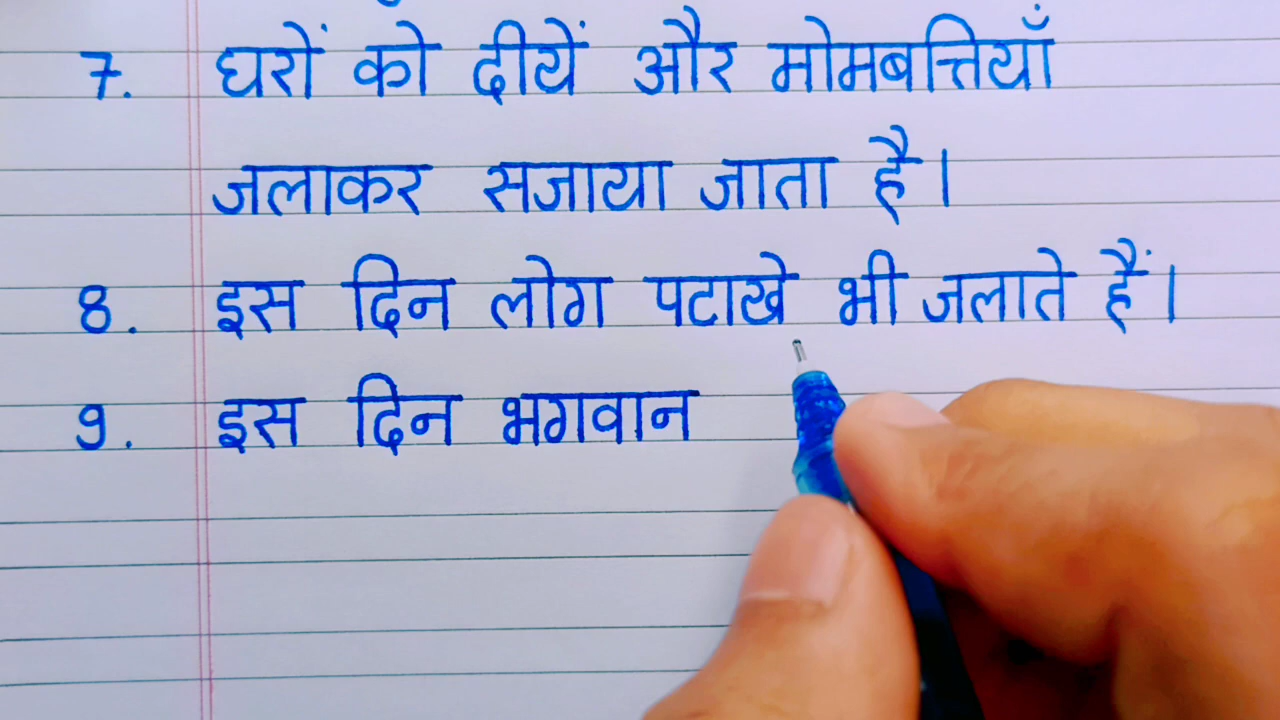 7. घरों को दीयें और मोमबत्तियाँ
जलाकर सजाया जाता है।
8. इस दिन लोग पटाखे भी जलाते हैं।
9. इस दिन भगवान